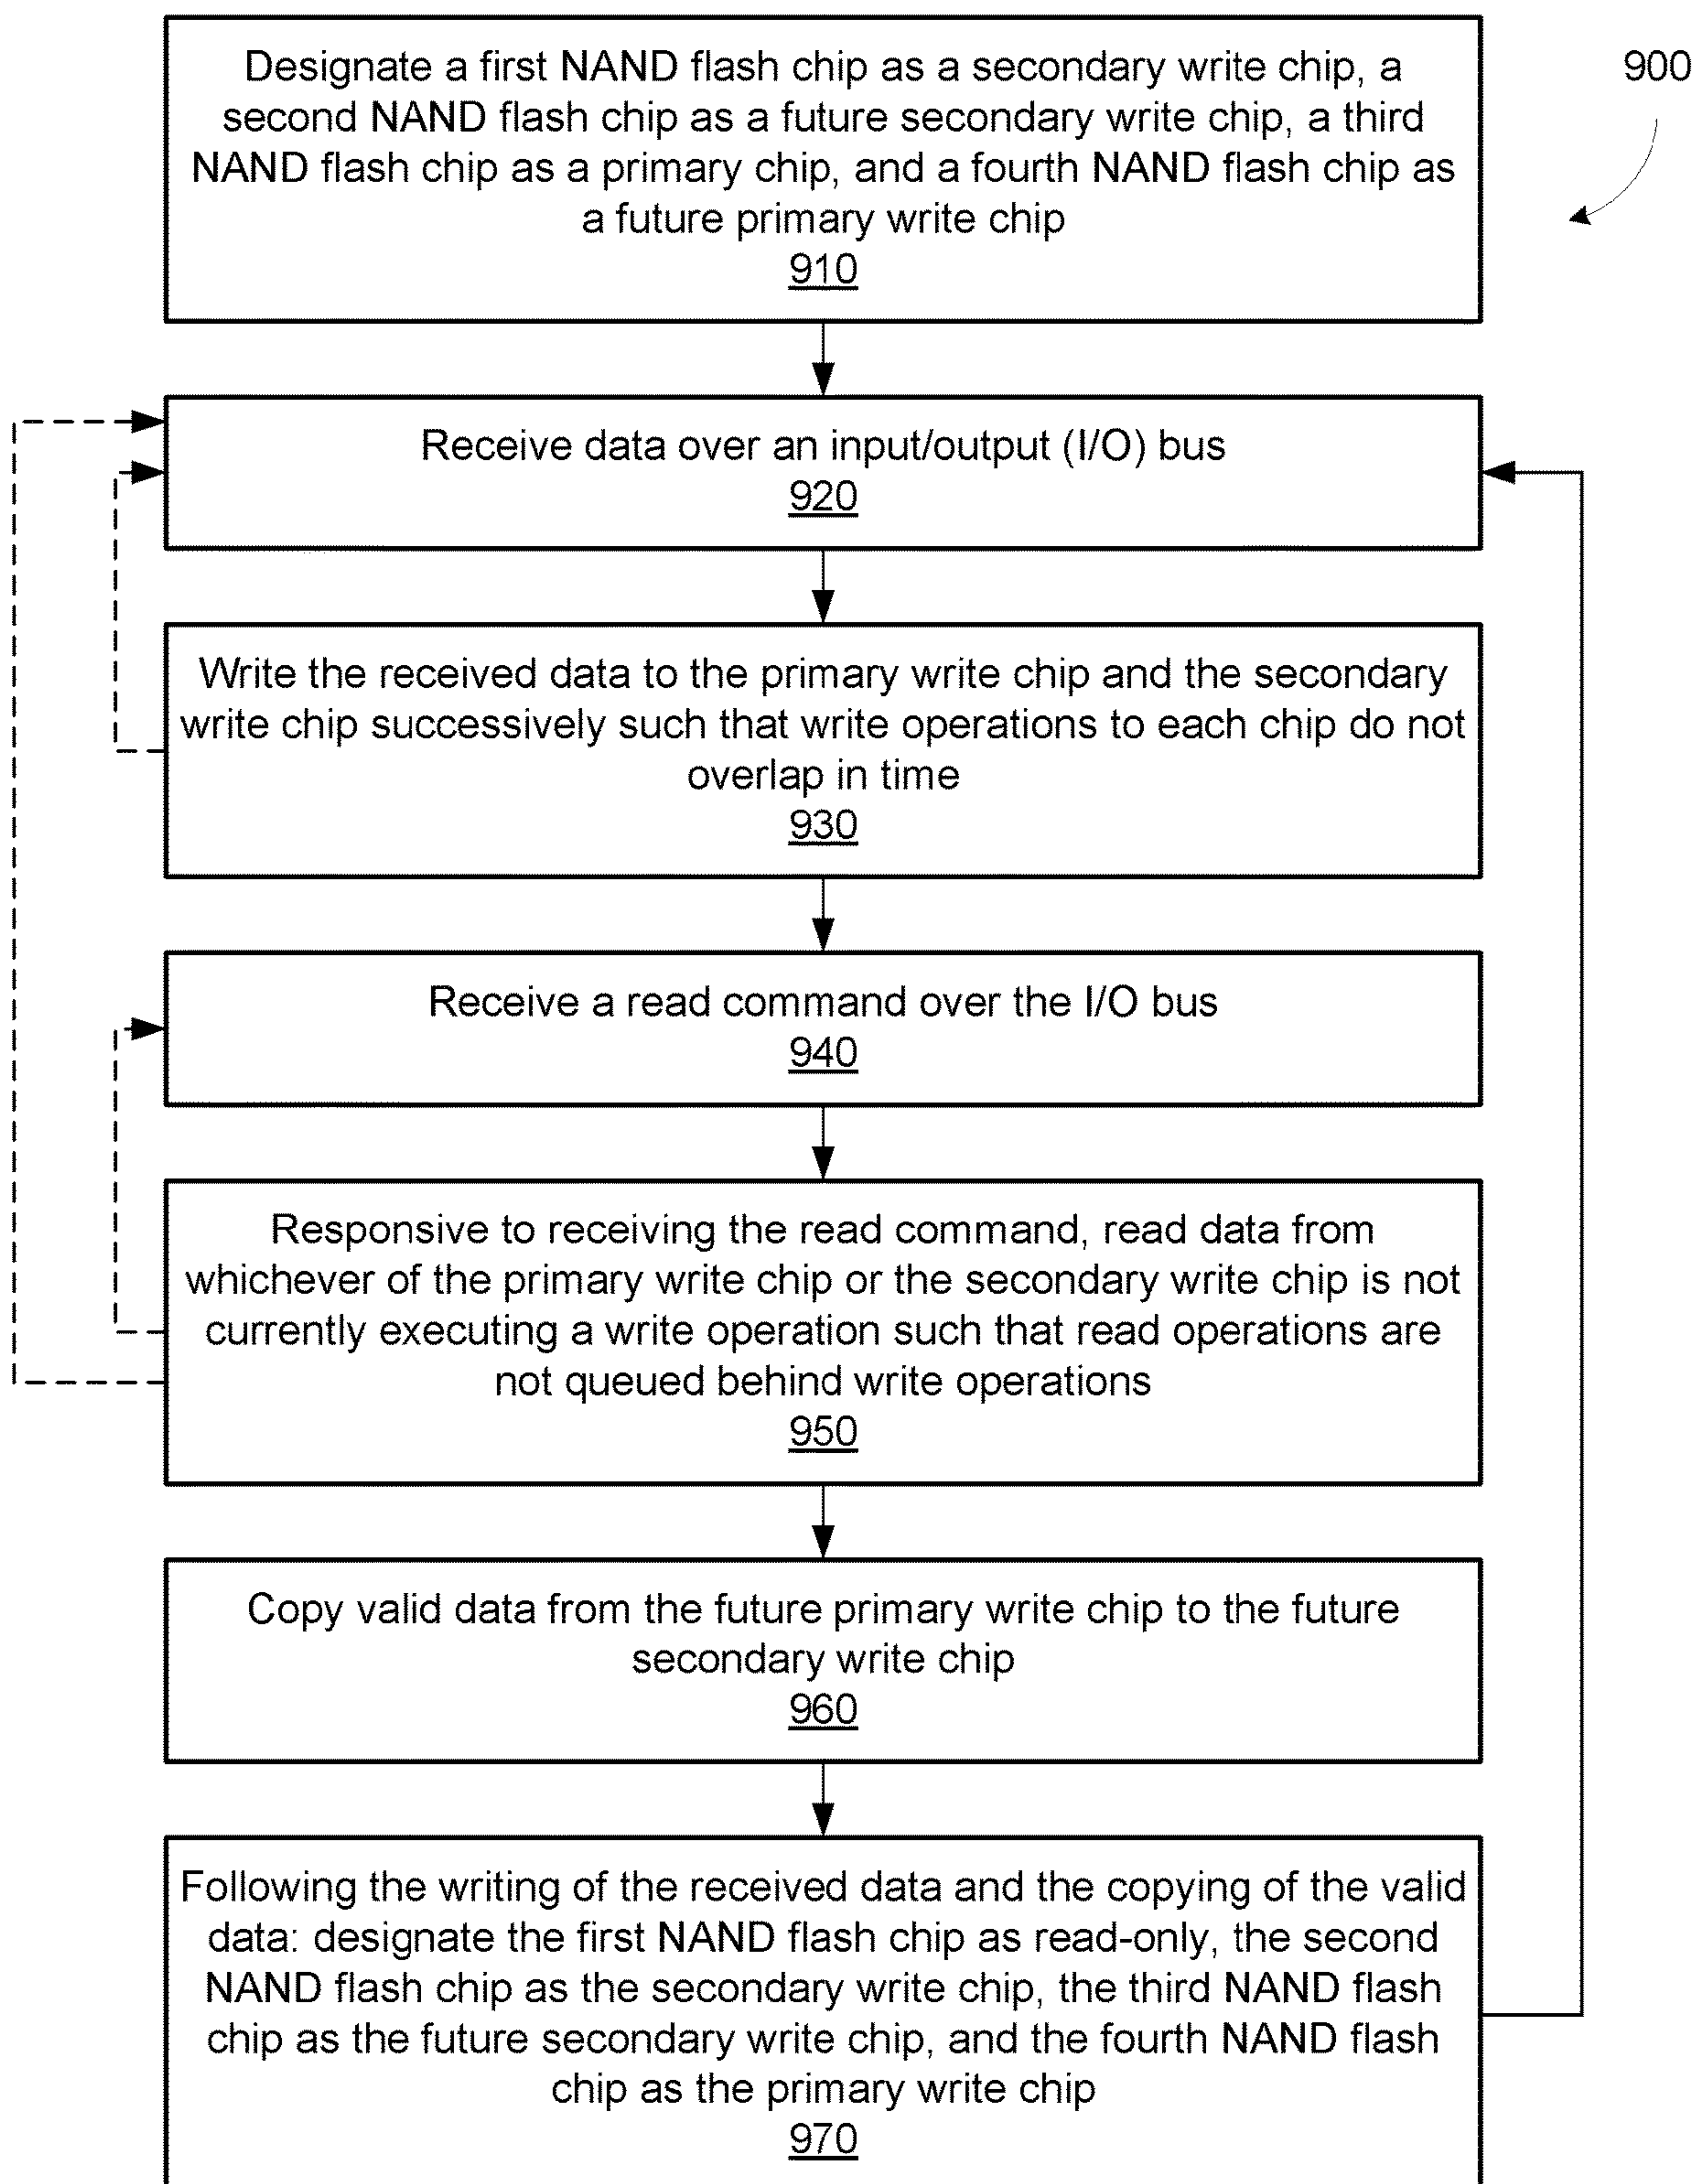 Designate a first NAND flash chip as a secondary write chip, a
second NAND flash chip as a future secondary write chip, a third
NAND flash chip as a primary chip, and a fourth NAND flash chip as
a future primary write chip
910
900
Receive data over an input/output (I/O) bus
920
Write the received data to the primary write chip and the secondary
write chip successively such that write operations to each chip do not
overlap in time
930
Receive a read command over the I/O bus
940
Responsive to receiving the read command, read data from
whichever of the primary write chip or the secondary write chip is not
currently executing a write operation such that read operations are
not queued behind write operations
950
Copy valid data from the future primary write chip to the future
secondary write chip
960
Following the writing of the received data and the copying of the valid
data: designate the first NAND flash chip as read-only, the second
NAND flash chip as the secondary write chip, the third NAND flash
chip as the future secondary write chip, and the fourth NAND flash
chip as the primary write chip
970